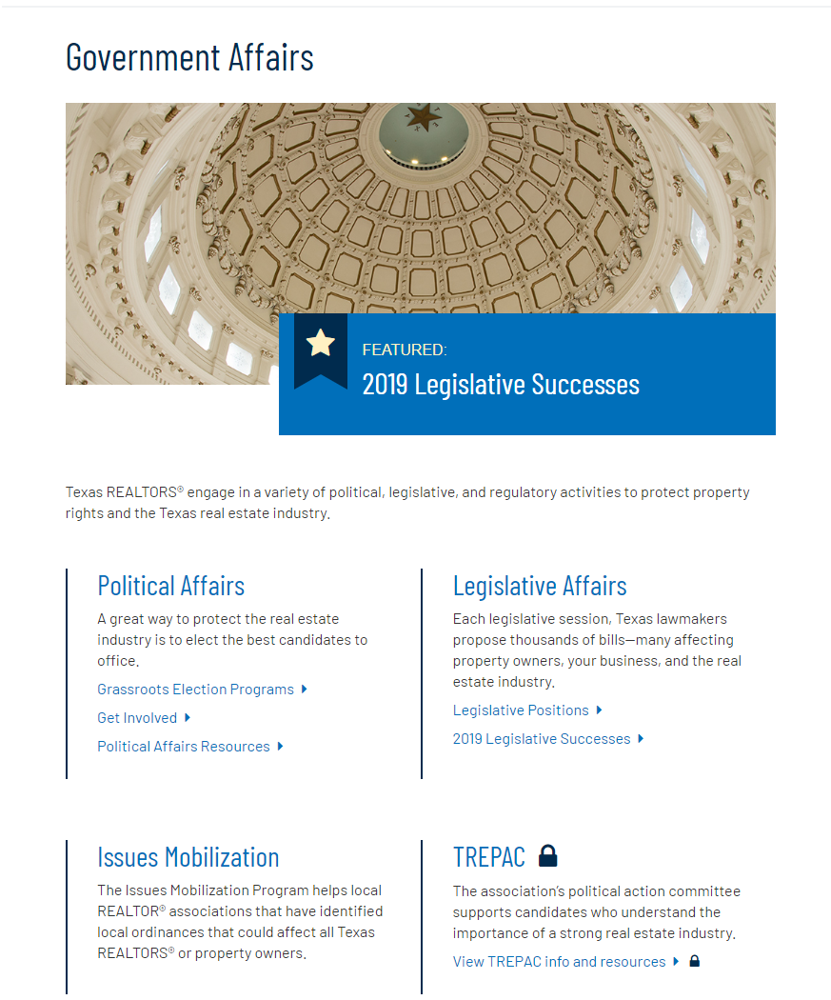 Government Affairs
FEATURED:
2019 Legislative Successes
Texas REALTORS® engage in a variety of political, legislative, and regulatory activities to protect property
rights and the Texas real estate industry.
Political Affairs
A great way to protect the real estate
industry is to elect the best candidates to
office.
Grassroots Election Programs
Get Involved
Political Affairs Resources
Legislative Affairs
Each legislative session, Texas lawmakers
propose thousands of bills—many affecting
property owners, your business, and the real
estate industry.
Legislative Positions
2019 Legislative Successes
Issues Mobilization
The Issues Mobilization Program helps local
REALTOR® associations that have identified
local ordinances that could affect all Texas
REALTORS® or property owners.
TREPAC
The association's political action committee
supports candidates who understand the
importance of a strong real estate industry.
View TREPAC info and resources